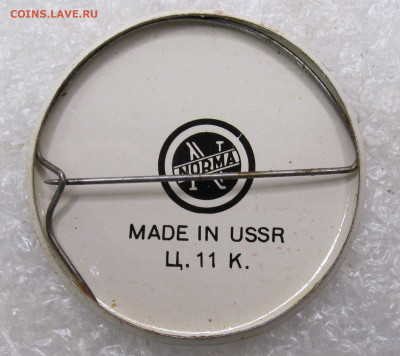 COINS.LAVE.RU
N
NORMA
MADE IN USSR
Ц. 11 К.